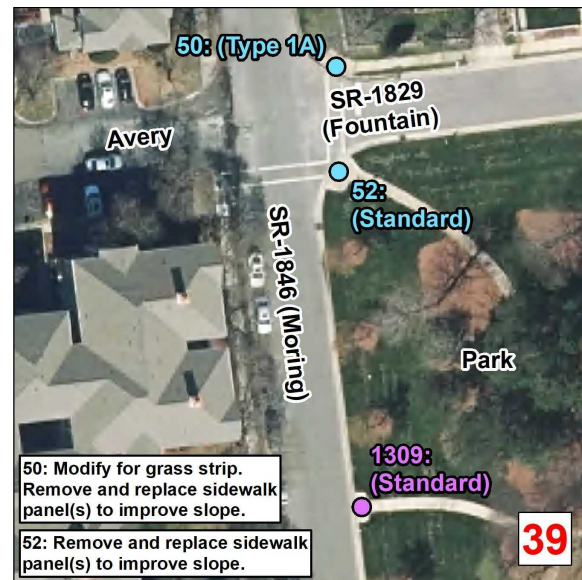 50: (Type 1A)
SR-1829
(Fountain)
Avery
52:
(Standard)
SR-1846 (Moring)
Park
1309:
(Standard)
50: Modify for grass strip.
Remove and replace sidewalk
panel(s) to improve slope.
52: Remove and replace sidewalk
panel(s) to improve slope.
39